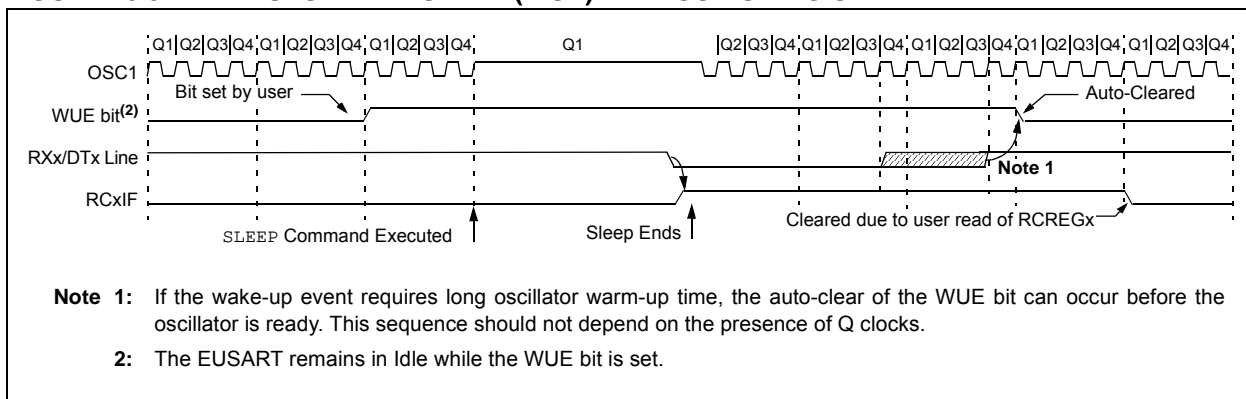 Q1 Q2 Q3 Q4 Q1 Q2 Q3 Q4 Q1 Q2 Q3 Q4 Q1 Q2 Q3 Q4 Q1 Q2 Q3 Q4 Q1 Q2 Q3 Q4 Q1 Q2 Q3 Q4 Q1 Q2 Q3 Q4
OSC1
Bit set by user
Auto-Cleared
WUE bit(2)
RXx/DTx Line
Note 1
RCxIF
Cleared due to user read of RCREGx
SLEEP Command Executed
Sleep Ends
Note 1: If the wake-up event requires long oscillator warm-up time, the auto-clear of the WUE bit can occur before the
oscillator is ready. This sequence should not depend on the presence of Q clocks.
2: The EUSART remains in Idle while the WUE bit is set.